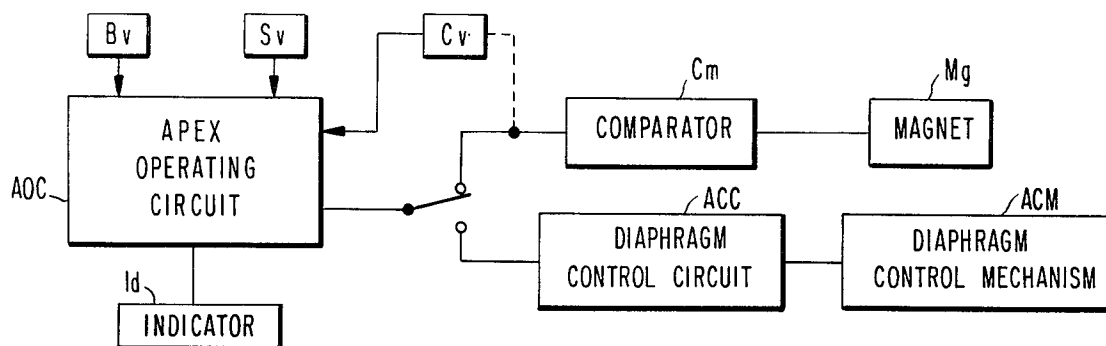 Bv
Sv
Cv
Cm
Mg
APEX
OPERATING
CIRCUIT
COMPARATOR
MAGNET
AOC
ACC
ACM
DIAPHRAGM
CONTROL CIRCUIT
DIAPHRAGM
CONTROL MECHANISM
Id
INDICATOR